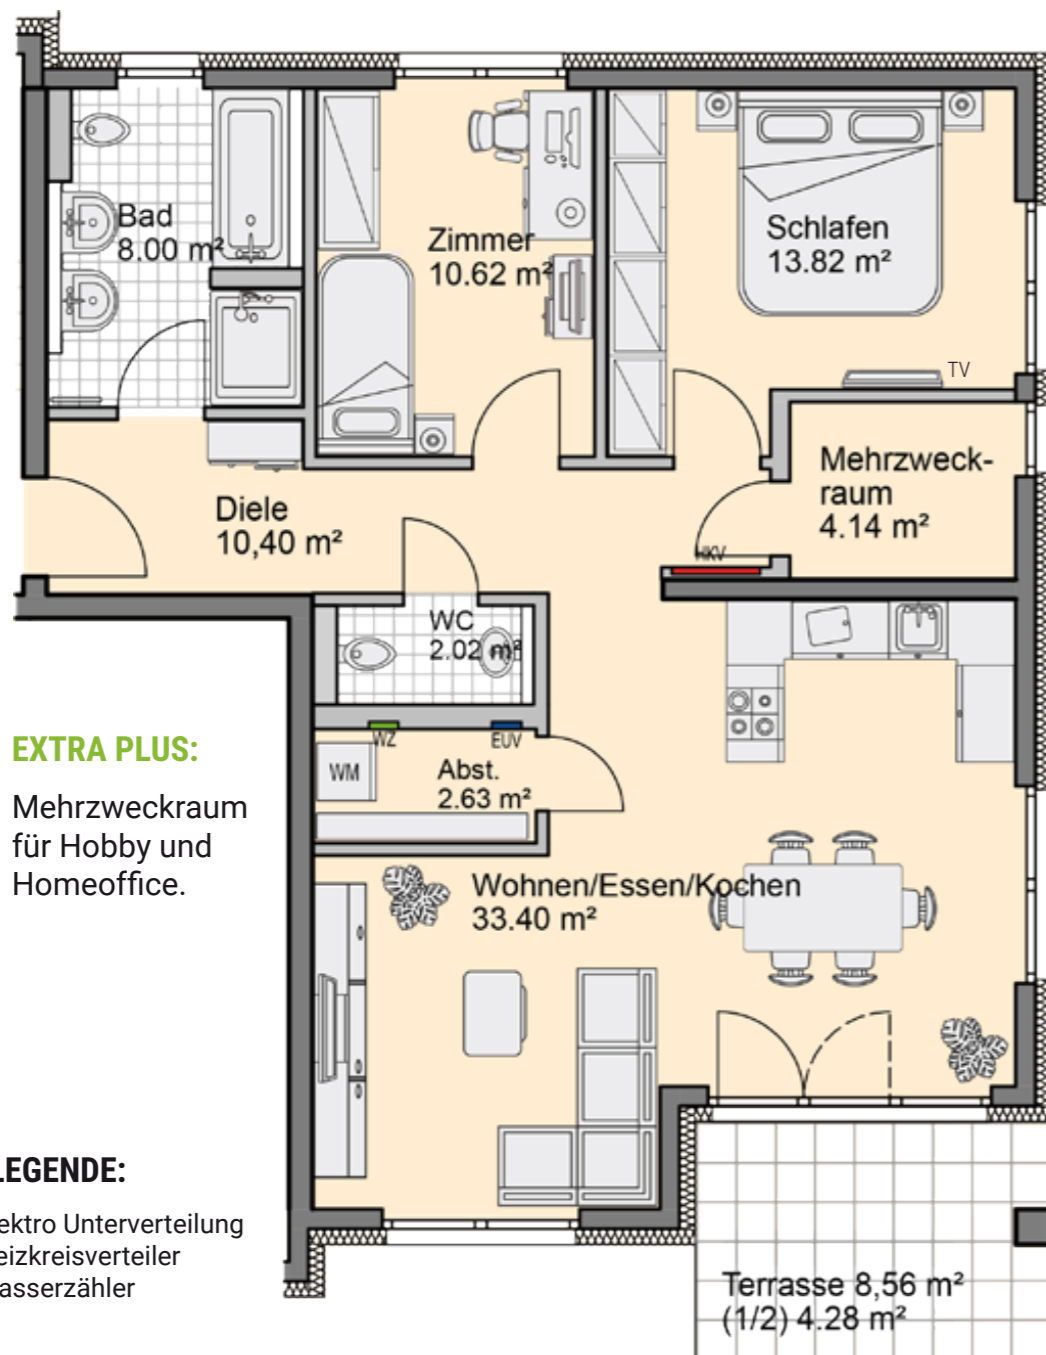 Bad
8.00 m²
Zimmer
10.62 m²
Schlafen
13.82 m²
TV
Mehrzweck-
raum
4.14 m²
Diele
10,40 m²
HKV
WC
2.02 m²
WZ
EUV
WM
Abst.
2.63 m²
EXTRA PLUS:
Mehrzweckraum
für Hobby und
Homeoffice.
Wohnen/Essen/Kochen
33.40 m²
LEGENDE:
ektro Unterverteilung
eizkreisverteiler
asserzähler
Terrasse 8,56 m²
(1/2) 4.28 m²